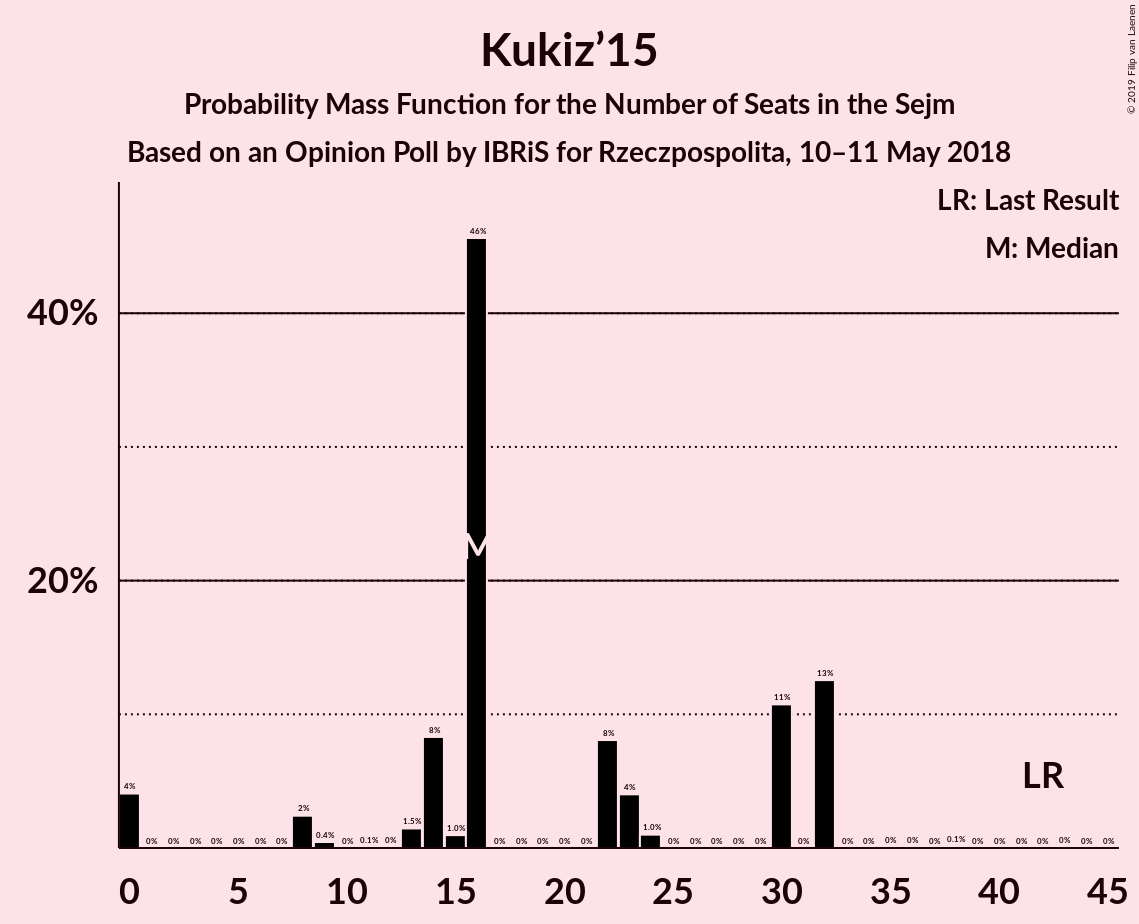 Kukiz’15
Probability Mass Function for the Number of Seats in the Sejm
Based on an Opinion Poll by IBRiS for Rzeczpospolita, 10–11 May 2018
© 2019 Filip van Laenen
LR: Last Result
M: Median
40%
20%
46%
M
4% 0% 0% 0% 0% 0% 0% 0% 2% 0.4% 0% 0.1% 0% 1.5% 8% 1.0% 0% 0% 0% 0% 0% 8% 4% 1.0% 0% 0% 0% 0% 0% 11% 0% 13% 0% 0% 0% 0% 0% 0.1% 0% 0% 0% 0% 0% 0% 0%
LR
0 5 10 15 20 25 30 35 40 45